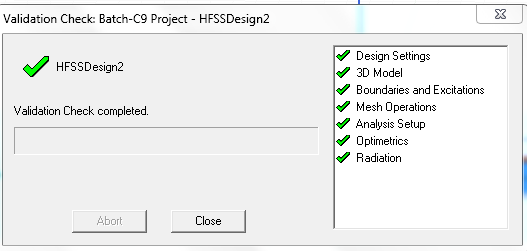 Validation Check: Batch-C9 Project - HFSSDesign2
HFSSDesign2
Validation Check completed.
Abort
Close
Design Settings
3D Model
Boundaries and Excitations
Mesh Operations
Analysis Setup
Optimetrics
Radiation